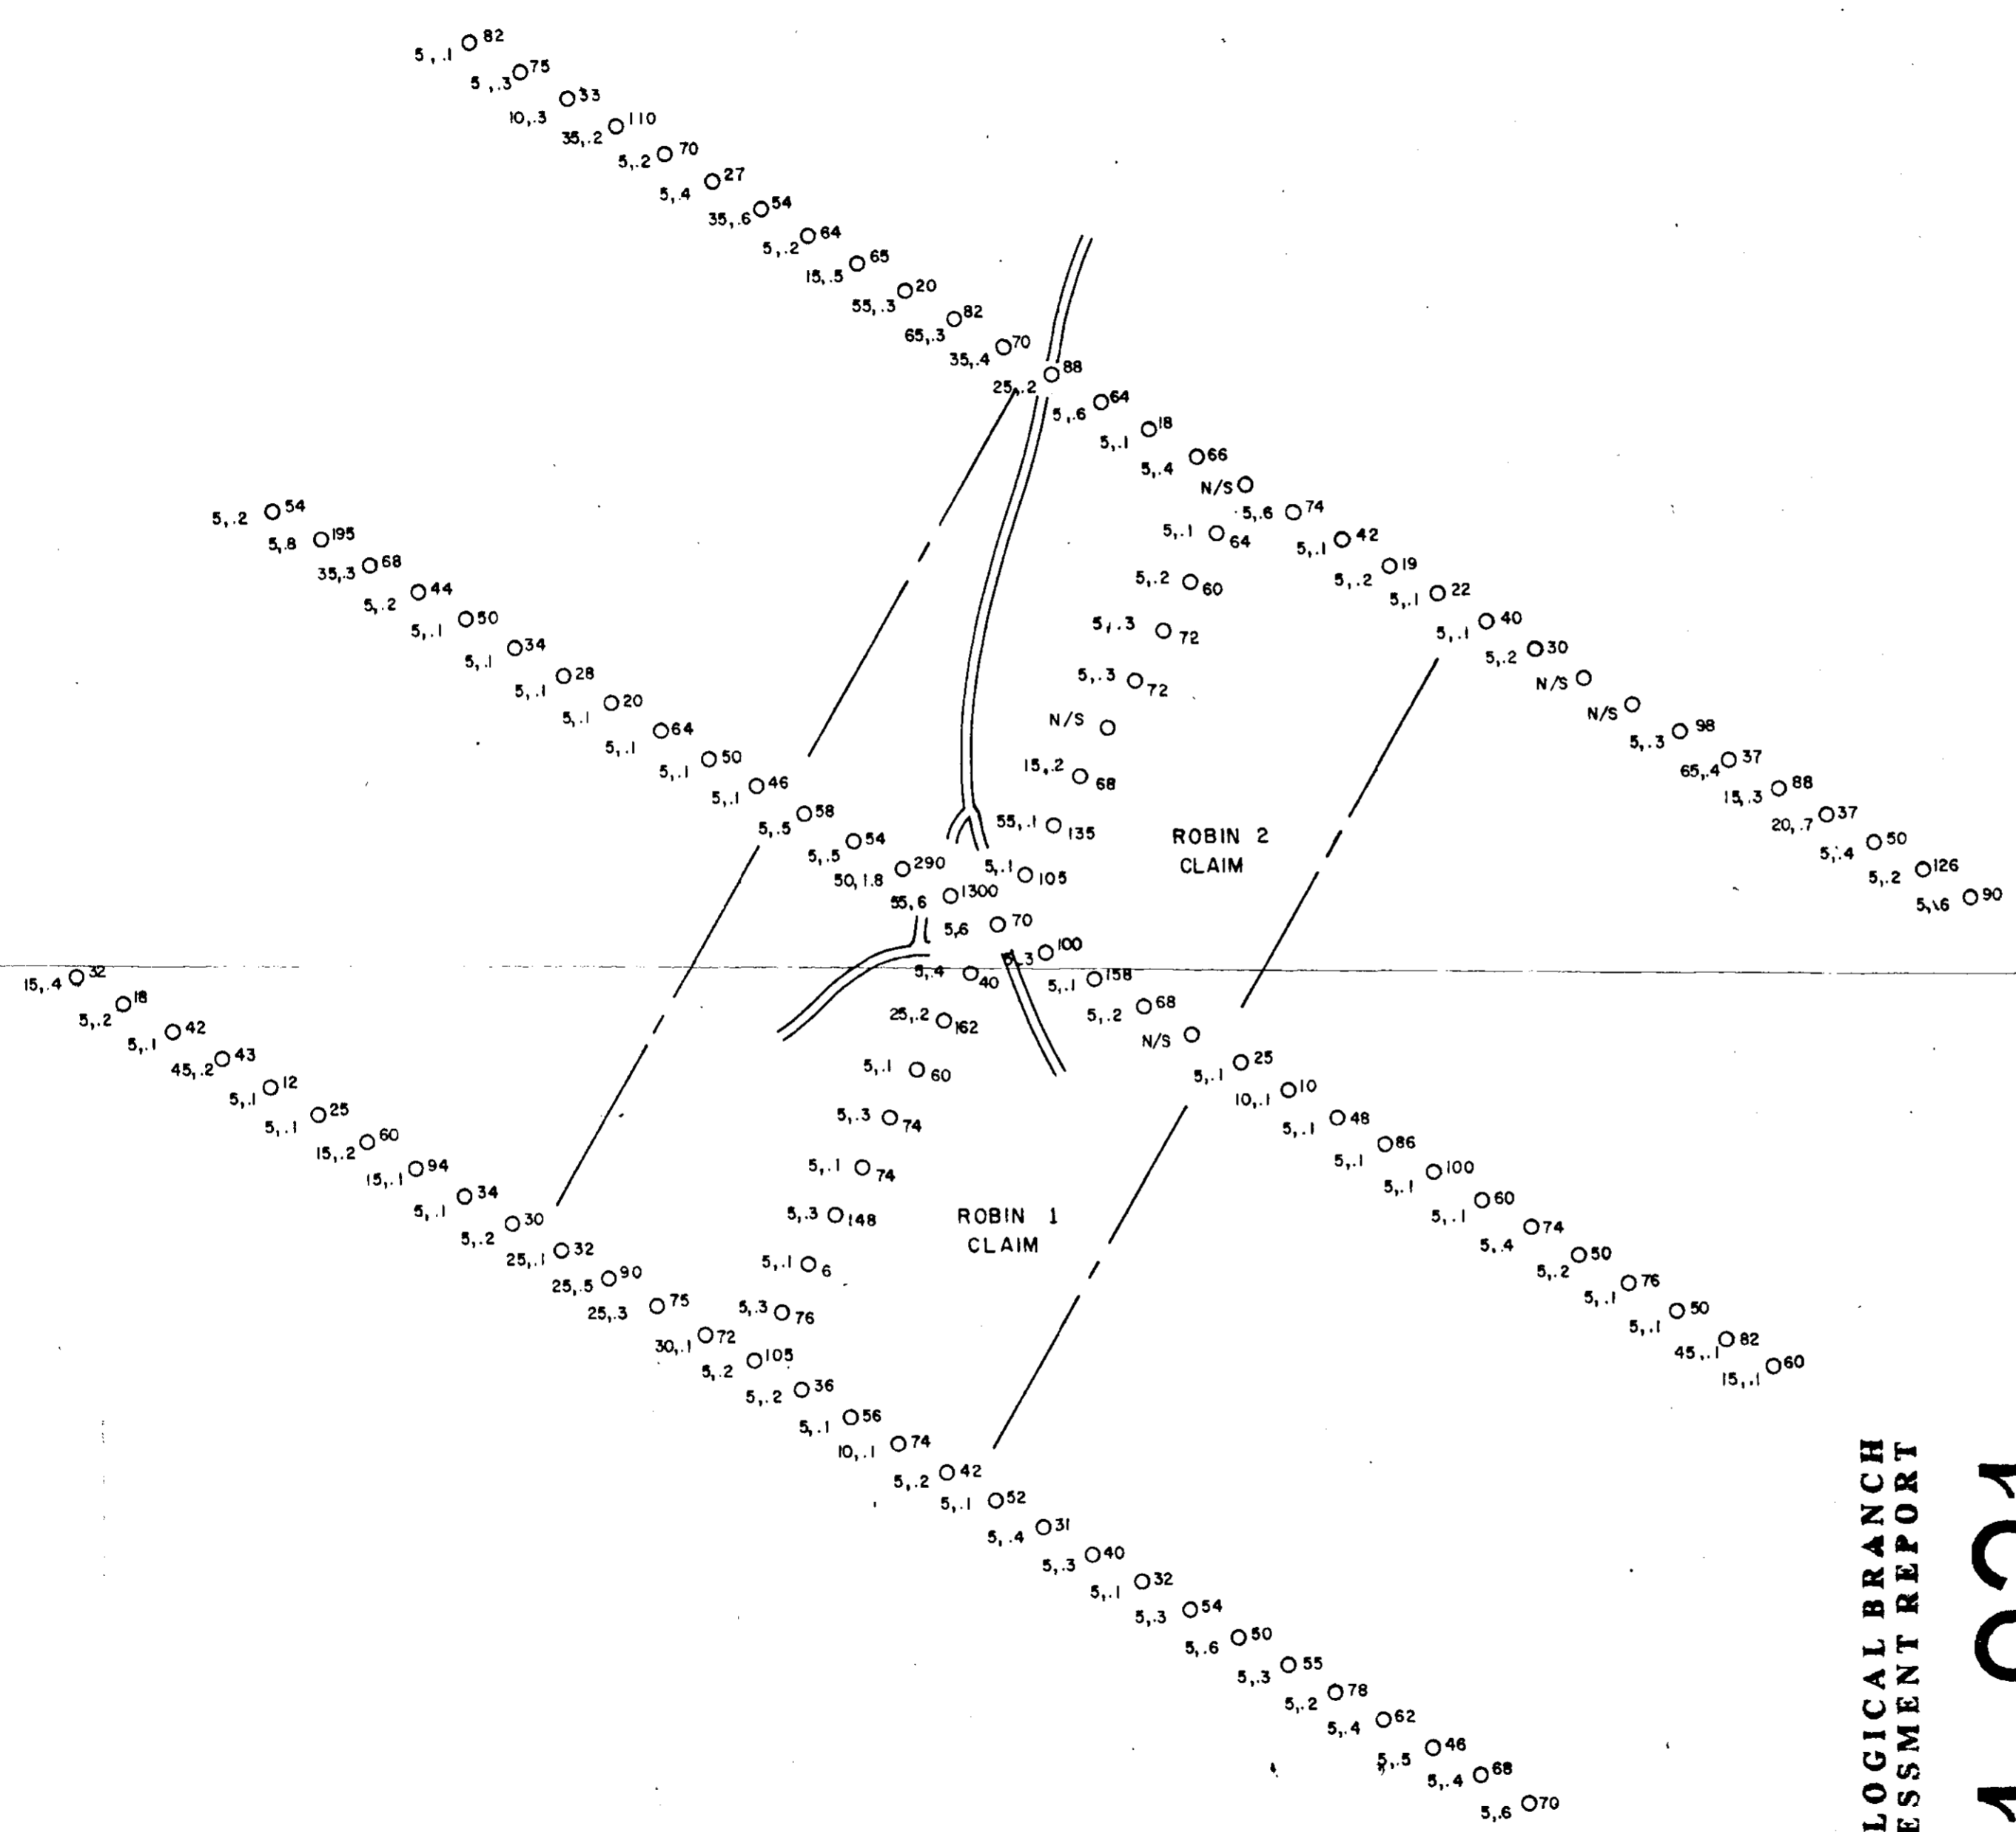 5, .1 82
5, .3 75
10, .3 33
35, .2 110
5, .2 70
5, .4 27
35, .6 54
5, .2 64
15, .5 65
55, .3 20
65, .3 82
35, .4 70
25, .2 88
5, .6 64
5, .1 18
5, .4 66
N/S
5, .6 74
5, .1 42
5, .2 19
5, .1 22
5, .1 40
5, .2 30
N/S
N/S
5, .3 98
65, .4 37
15, .3 88
20, .7 37
5, .4 50
5, .2 126
5, .6 90
5, .1 64
5, .2 60
5, .3 72
5, .3 72
N/S
15, .2 68
55, .1 135
5, .1 105
ROBIN 2
CLAIM
5, .2 54
5, .8 195
35, .3 68
5, .2 44
5, .1 50
5, .1 34
5, .1 28
5, .1 20
5, .1 64
5, .1 50
5, .1 46
5, .5 58
5, .5 54
50, 1.8 290
55, 6 1300
5, 6 70
5, .3 100
5, .1 158
5, .2 68
N/S
5, .1 25
10, .1 10
5, .1 48
5, .1 86
5, .1 100
5, .1 60
5, .4 74
5, .2 50
5, .1 76
5, .1 50
45, .1 82
15, .1 60
5, .4 40
25, .2 162
5, .1 60
5, .3 74
5, .1 74
5, .3 148
5, .1 6
5, .3 76
ROBIN 1
CLAIM
15, .4 32
5, .2 18
5, .1 42
45, .2 43
5, .1 12
5, .1 25
15, .2 60
15, .1 94
5, .1 34
5, .2 30
25, .1 32
25, .5 90
25, .3 75
30, .1 72
5, .2 105
5, .2 36
5, .1 56
10, .1 74
5, .2 42
5, .1 52
5, .4 31
5, .3 40
5, .1 32
5, .3 54
5, .6 50
5, .3 55
5, .2 78
5, .4 62
5, .5 46
5, .4 68
5, .6 70
LOGICAL BRANCH
ESSMENT REPORT